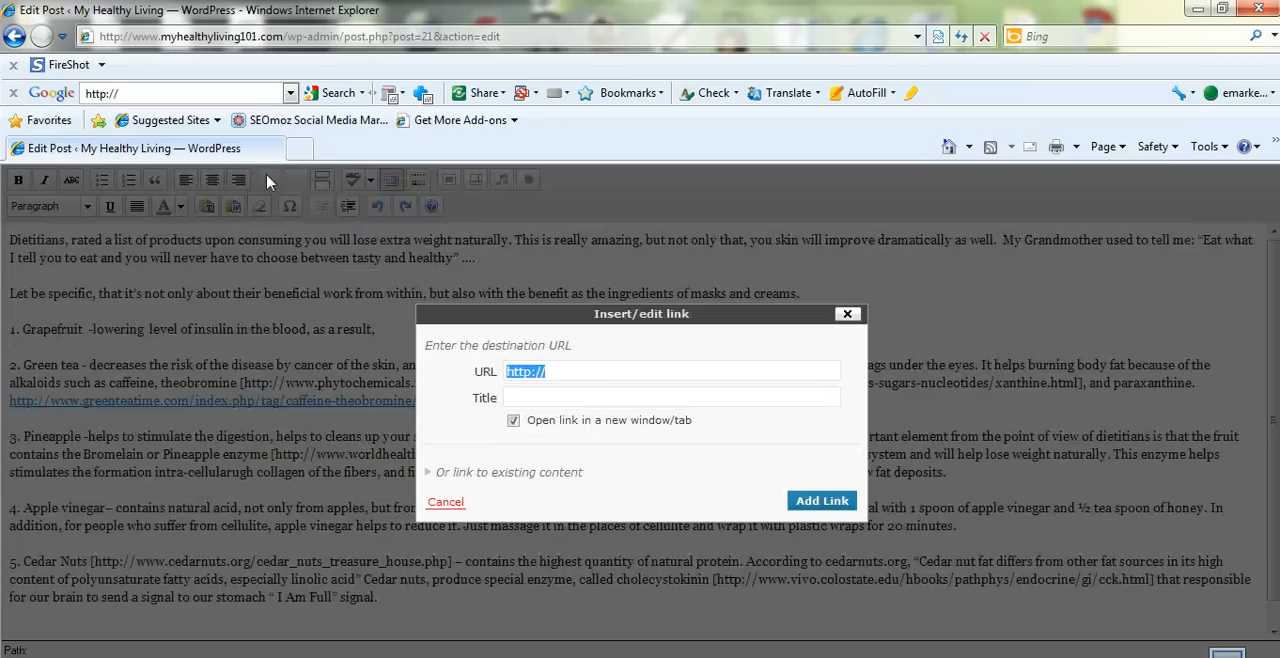 Edit Post ‹ My Healthy Living — WordPress - Windows Internet Explorer
http://www.myhealthyliving101.com/wp-admin/post.php?post=21&action=edit
Bing
x FireShot
x Google http:// Search Share Bookmarks Check Translate AutoFill emarke...
Favorites Suggested Sites SEOmoz Social Media Mar... Get More Add-ons
Edit Post ‹ My Healthy Living — WordPress
Page Safety Tools
B I ABC
Paragraph U A Ω
Dietitians, rated a list of products upon consuming you will lose extra weight naturally. This is really amazing, but not only that, you skin will improve dramatically as well. My Grandmother used to tell me: “Eat what
I tell you to eat and you will never have to choose between tasty and healthy” ....
Let be specific, that it's not only about their beneficial work from within, but also with the benefit as the ingredients of masks and creams.
1. Grapefruit -lowering level of insulin in the blood, as a result,
2. Green tea - decreases the risk of the disease by cancer of the skin, an ags under the eyes. It helps burning body fat because of the
alkaloids such as caffeine, theobromine [http://www.phytochemicals. s-sugars-nucleotides/xanthine.html], and paraxanthine.
http://www.greenteatime.com/index.php/tag/caffeine-theobromine/
3. Pineapple -helps to stimulate the digestion, helps to cleans up your ortant element from the point of view of dietitians is that the fruit
contains the Bromelain or Pineapple enzyme [http://www.worldhealth system and will help lose weight naturally. This enzyme helps
stimulates the formation intra-cellularugh collagen of the fibers, and fi w fat deposits.
4. Apple vinegar– contains natural acid, not only from apples, but from al with 1 spoon of apple vinegar and ½ tea spoon of honey. In
addition, for people who suffer from cellulite, apple vinegar helps to reduce it. Just massage it in the places of cellulite and wrap it with plastic wraps for 20 minutes.
5. Cedar Nuts [http://www.cedarnuts.org/cedar_nuts_treasure_house.php] – contains the highest quantity of natural protein. According to cedarnuts.org, “Cedar nut fat differs from other fat sources in its high
content of polyunsaturate fatty acids, especially linolic acid” Cedar nuts, produce special enzyme, called cholecystokinin [http://www.vivo.colostate.edu/hbooks/pathphys/endocrine/gi/cck.html] that responsible
for our brain to send a signal to our stomach “ I Am Full” signal.
Insert/edit link
Enter the destination URL
URL http://
Title
Open link in a new window/tab
Or link to existing content
Cancel Add Link
Path: